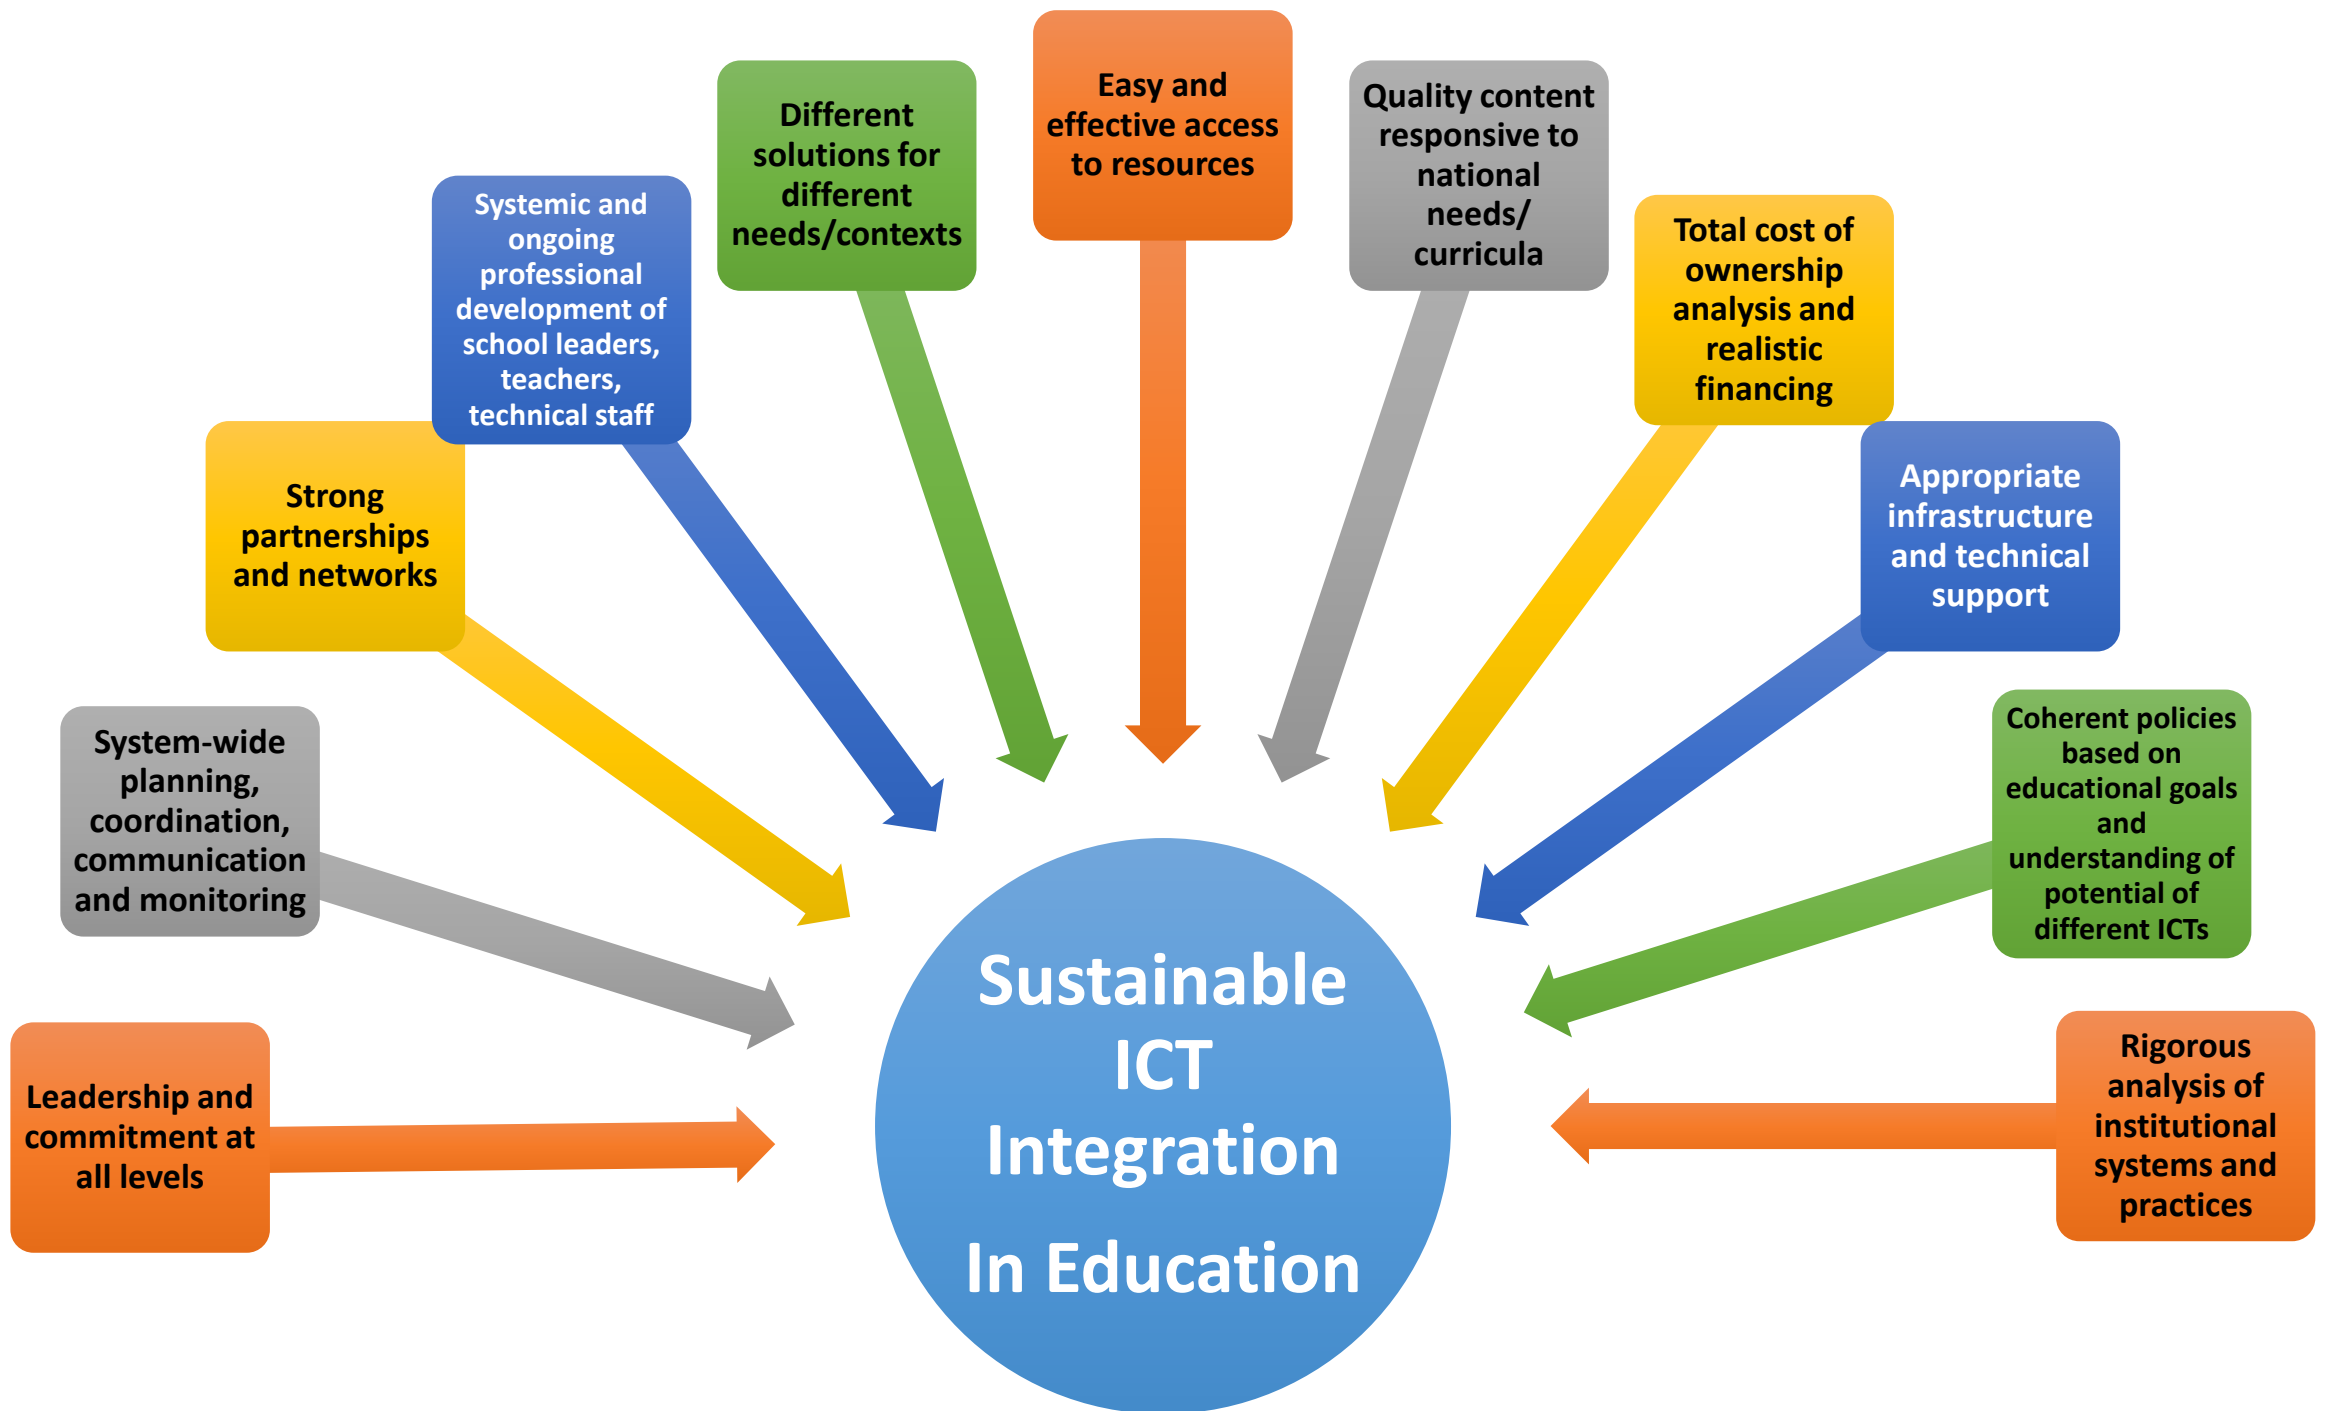 Leadership and
commitment at
all levels
System-wide
planning,
coordination,
communication
and monitoring
Strong
partnerships
and networks
Systemic and
ongoing
professional
development of
school leaders,
teachers,
technical staff
Different
solutions for
different
needs/contexts
Easy and
effective access
to resources
Quality content
responsive to
national
needs/
curricula
Total cost of
ownership
analysis and
realistic
financing
Appropriate
infrastructure
and technical
support
Coherent policies
based on
educational goals
and
understanding of
potential of
different ICTs
Rigorous
analysis of
institutional
systems and
practices
Sustainable
ICT
Integration
In Education